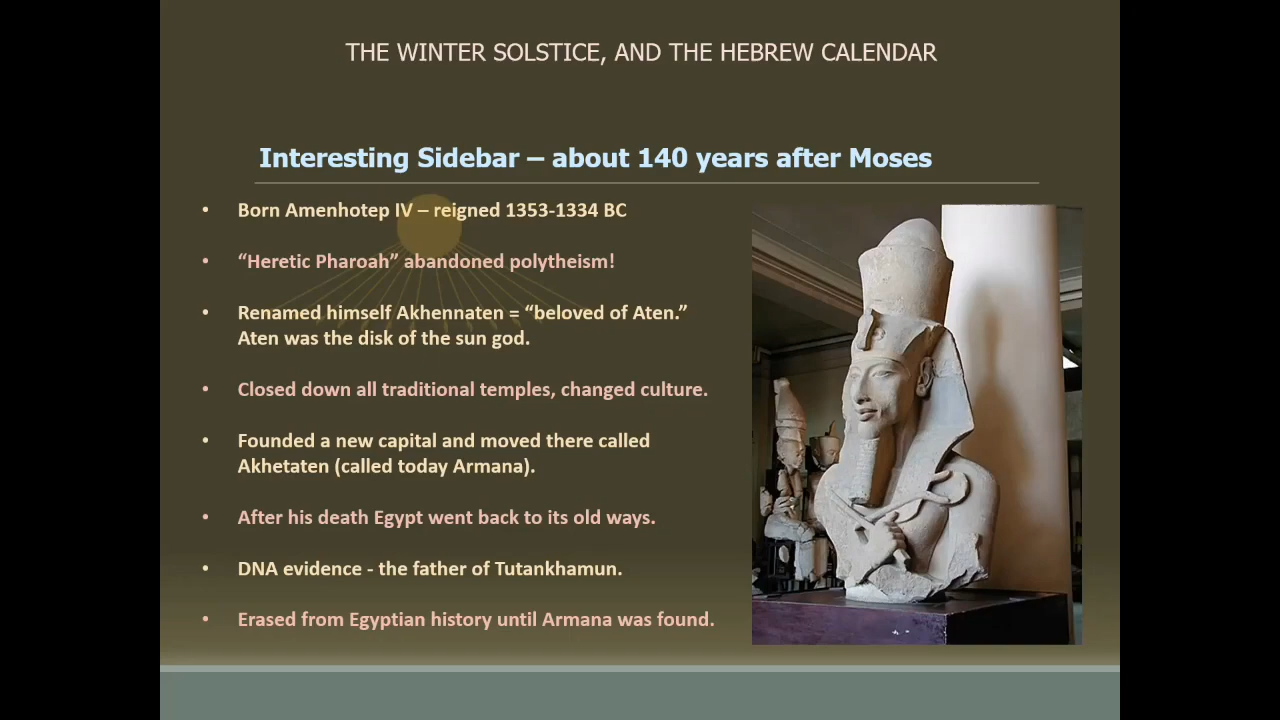 THE WINTER SOLSTICE, AND THE HEBREW CALENDAR
Interesting Sidebar – about 140 years after Moses
• Born Amenhotep IV – reigned 1353-1334 BC
• “Heretic Pharoah” abandoned polytheism!
• Renamed himself Akhennaten = “beloved of Aten.”
Aten was the disk of the sun god.
• Closed down all traditional temples, changed culture.
• Founded a new capital and moved there called
Akhetaten (called today Armana).
• After his death Egypt went back to its old ways.
• DNA evidence - the father of Tutankhamun.
• Erased from Egyptian history until Armana was found.